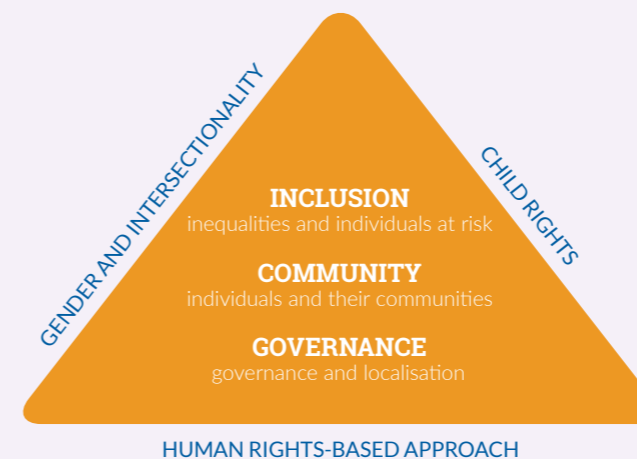 GENDER AND INTERSECTIONALITY
CHILD RIGHTS
INCLUSION
inequalities and individuals at risk
COMMUNITY
individuals and their communities
GOVERNANCE
governance and localisation
HUMAN RIGHTS-BASED APPROACH